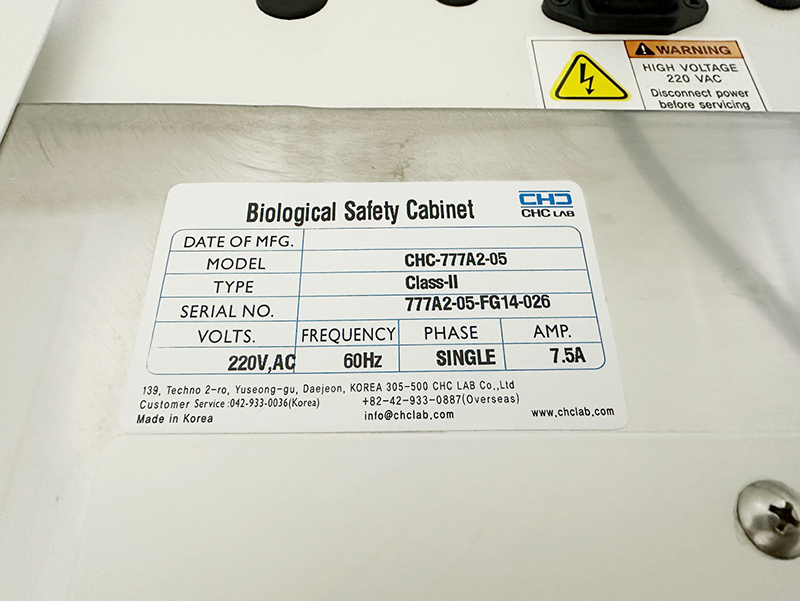 WARNING
HIGH VOLTAGE
220 VAC
Disconnect power
before servicing
Biological Safety Cabinet
CHC
CHC LAB
DATE OF MFG.
MODEL CHC-777A2-05
TYPE Class-II
SERIAL NO. 777A2-05-FG14-026
VOLTS. FREQUENCY PHASE AMP.
220V,AC 60Hz SINGLE 7.5A
139, Techno 2-ro, Yuseong-gu, Daejeon, KOREA 305-500 CHC LAB Co.,Ltd
Customer Service :042-933-0036(Korea) +82-42-933-0887(Overseas)
Made in Korea info@chclab.com www.chclab.com